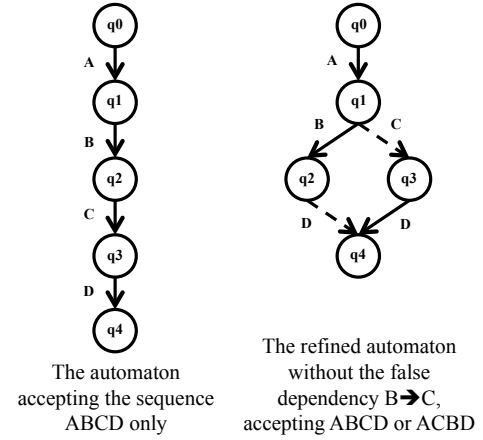 q0
A
q1
B
q2
C
q3
D
q4
The automaton
accepting the sequence
ABCD only
q0
A
q1
B C
q2 q3
D D
q4
The refined automaton
without the false
dependency B➔C,
accepting ABCD or ACBD